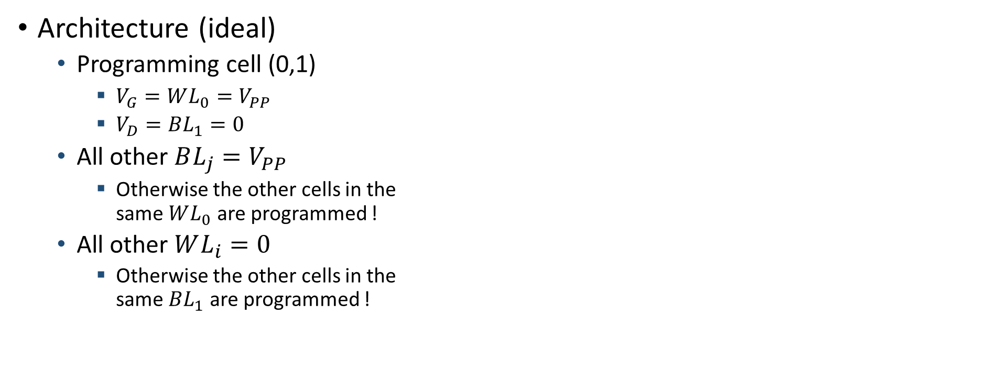 • Architecture (ideal)
• Programming cell (0,1)
▪ $V_G = WL_0 = V_{PP}$
▪ $V_D = BL_1 = 0$
• All other $BL_j = V_{PP}$
▪ Otherwise the other cells in the
same $WL_0$ are programmed !
• All other $WL_i = 0$
▪ Otherwise the other cells in the
same $BL_1$ are programmed !